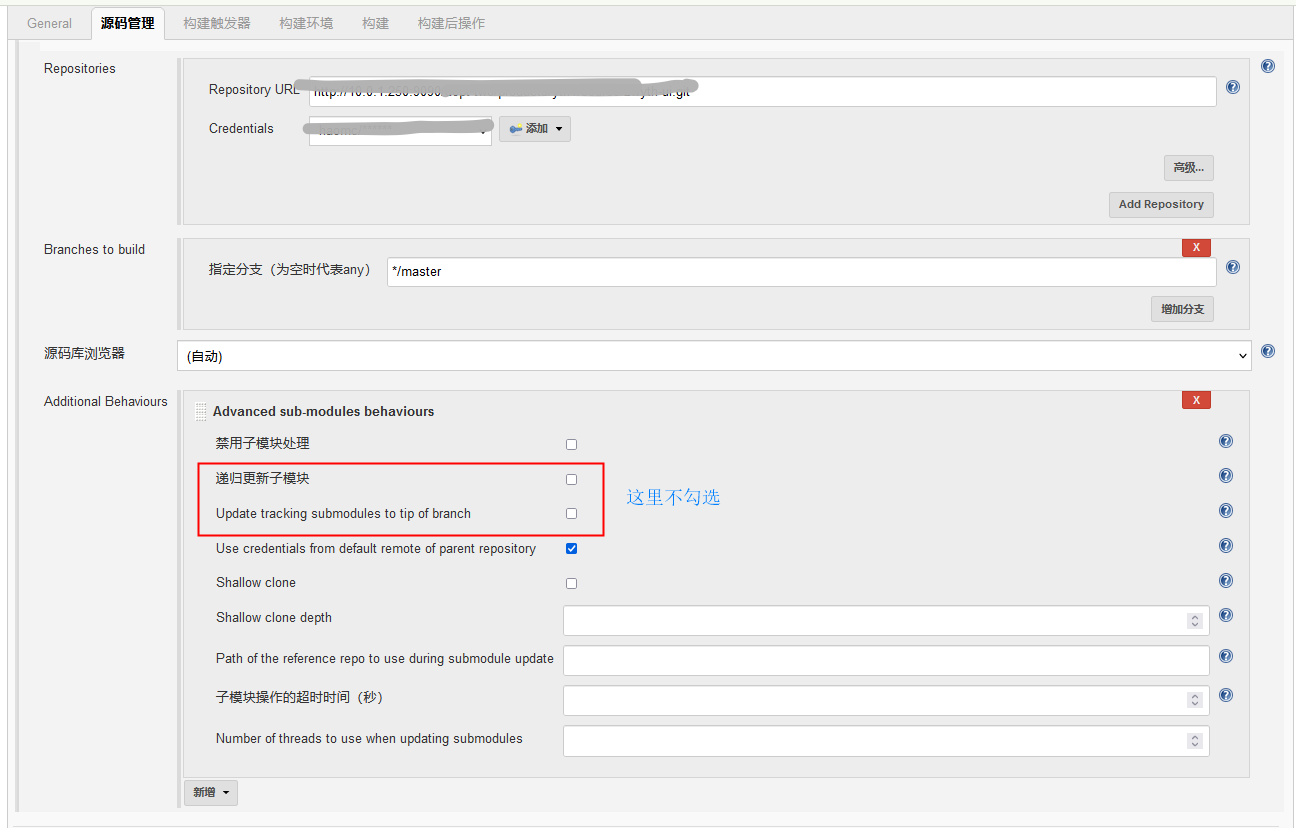 General 源码管理 构建触发器 构建环境 构建 构建后操作
Repositories
Repository URL
Credentials 添加
高级...
Add Repository
Branches to build
X
指定分支（为空时代表any） */master
增加分支
源码库浏览器 (自动)
Additional Behaviours
X
Advanced sub-modules behaviours
禁用子模块处理
递归更新子模块
这里不勾选
Update tracking submodules to tip of branch
Use credentials from default remote of parent repository
Shallow clone
Shallow clone depth
Path of the reference repo to use during submodule update
子模块操作的超时时间（秒）
Number of threads to use when updating submodules
新增